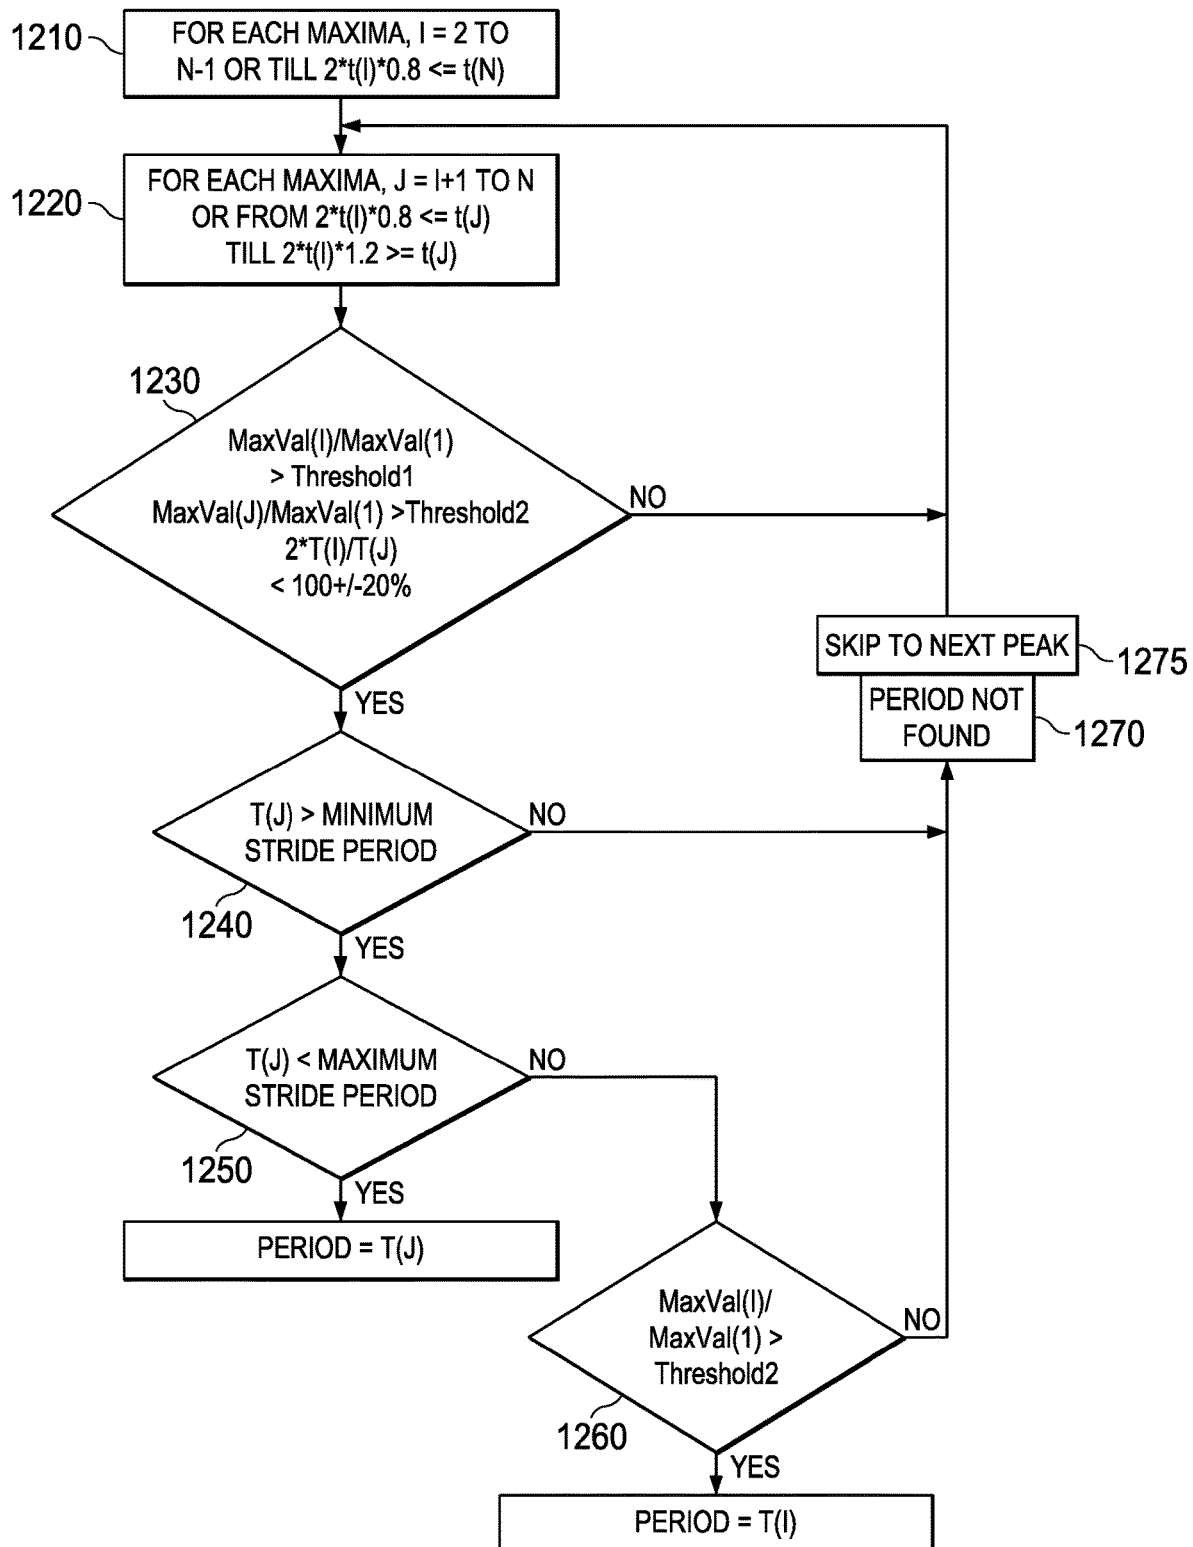 1210
FOR EACH MAXIMA, I = 2 TO
N-1 OR TILL 2*t(I)*0.8 <= t(N)
1220
FOR EACH MAXIMA, J = I+1 TO N
OR FROM 2*t(I)*0.8 <= t(J)
TILL 2*t(I)*1.2 >= t(J)
1230
MaxVal(I)/MaxVal(1)
> Threshold1
MaxVal(J)/MaxVal(1) >Threshold2
2*T(I)/T(J)
< 100+/-20%
NO
YES
SKIP TO NEXT PEAK
1275
PERIOD NOT
FOUND
1270
T(J) > MINIMUM
STRIDE PERIOD
NO
1240
YES
T(J) < MAXIMUM
STRIDE PERIOD
NO
1250
YES
PERIOD = T(J)
MaxVal(I)/
MaxVal(1) >
Threshold2
NO
1260
YES
PERIOD = T(I)